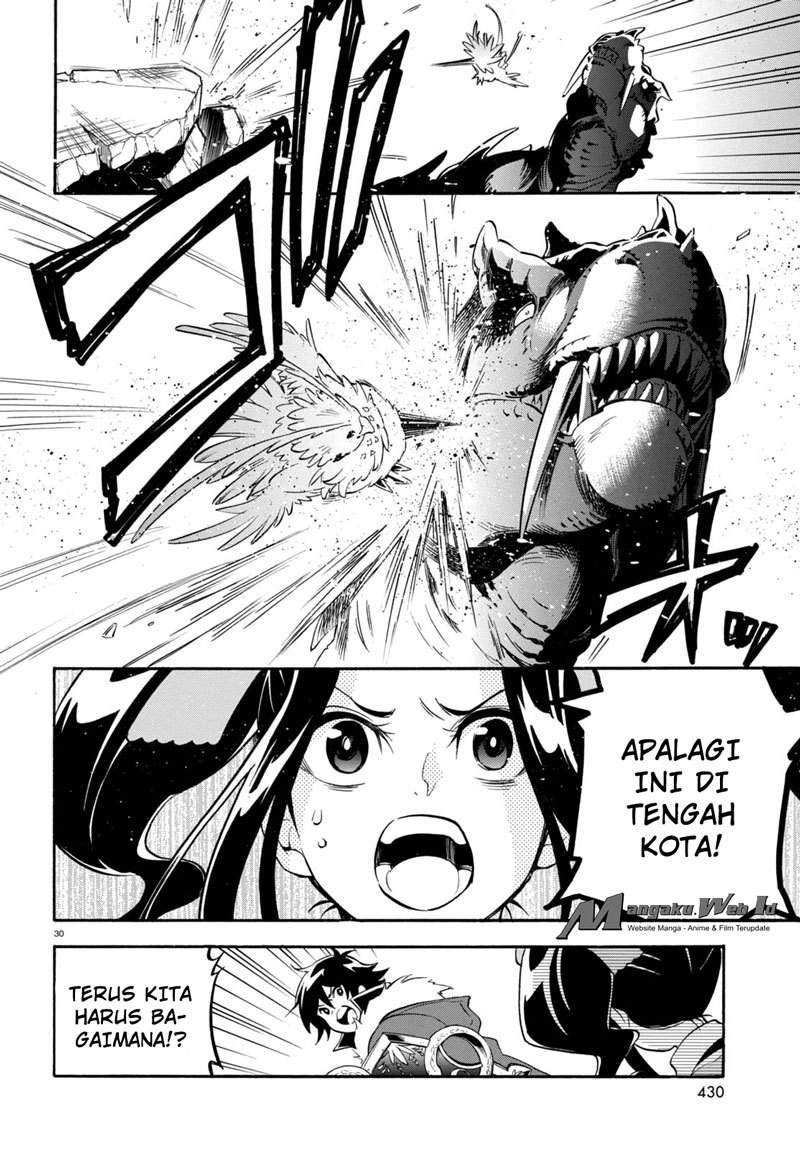 APALAGI
INI DI
TENGAH
KOTA!
Mangaku.Web.Id
Website Manga - Anime & Film Terupdate
30
TERUS KITA
HARUS BA-
GAIMANA!?
430